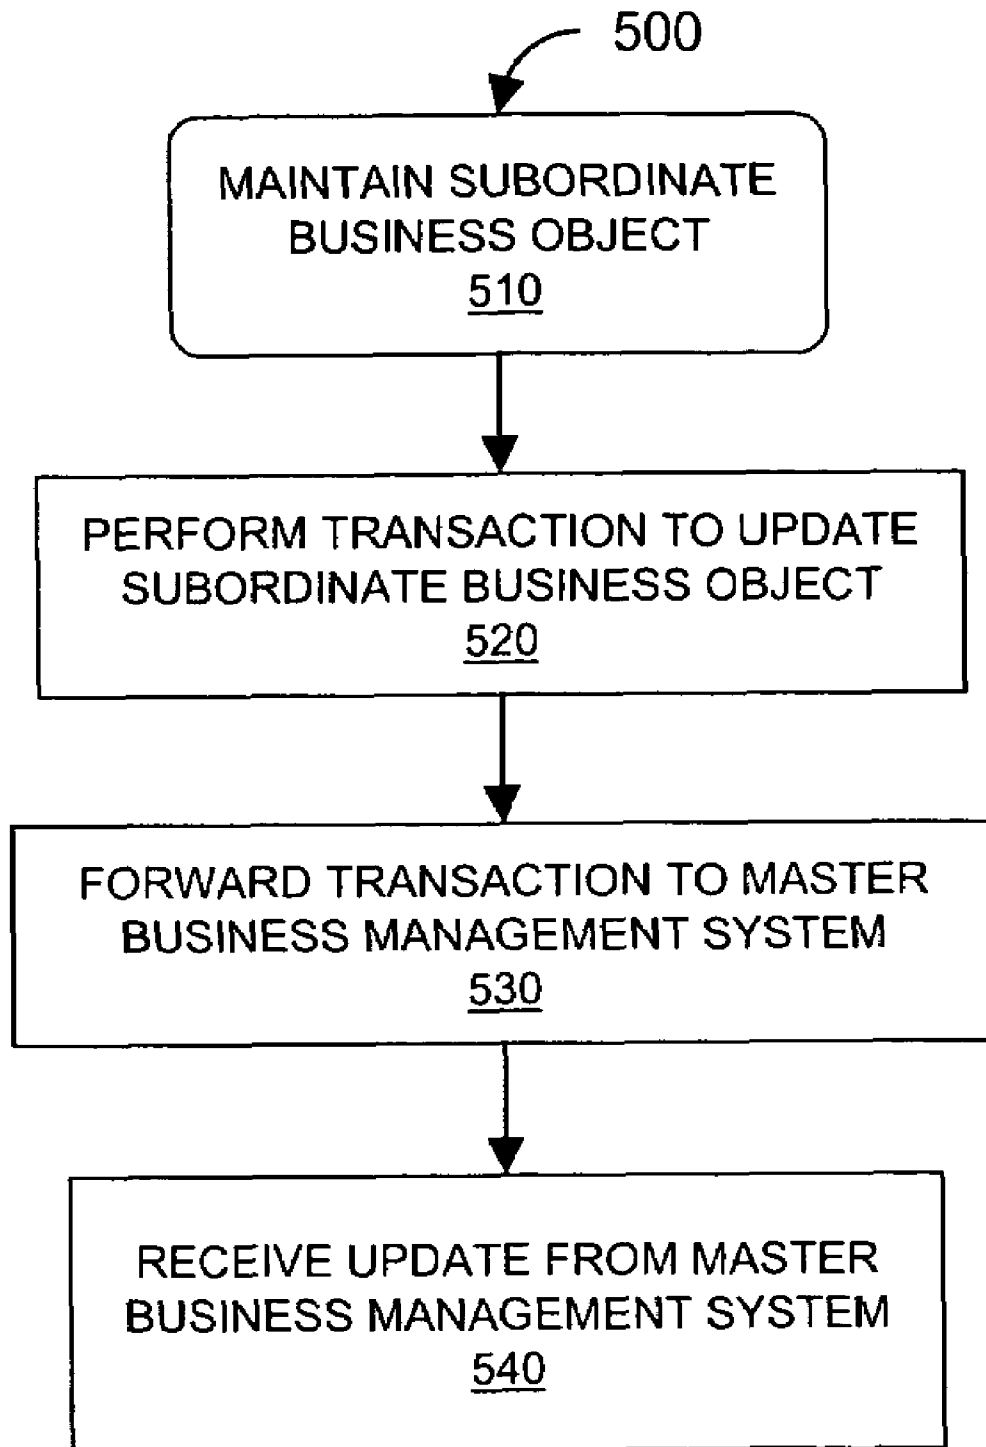 500
MAINTAIN SUBORDINATE
BUSINESS OBJECT
510
PERFORM TRANSACTION TO UPDATE
SUBORDINATE BUSINESS OBJECT
520
FORWARD TRANSACTION TO MASTER
BUSINESS MANAGEMENT SYSTEM
530
RECEIVE UPDATE FROM MASTER
BUSINESS MANAGEMENT SYSTEM
540